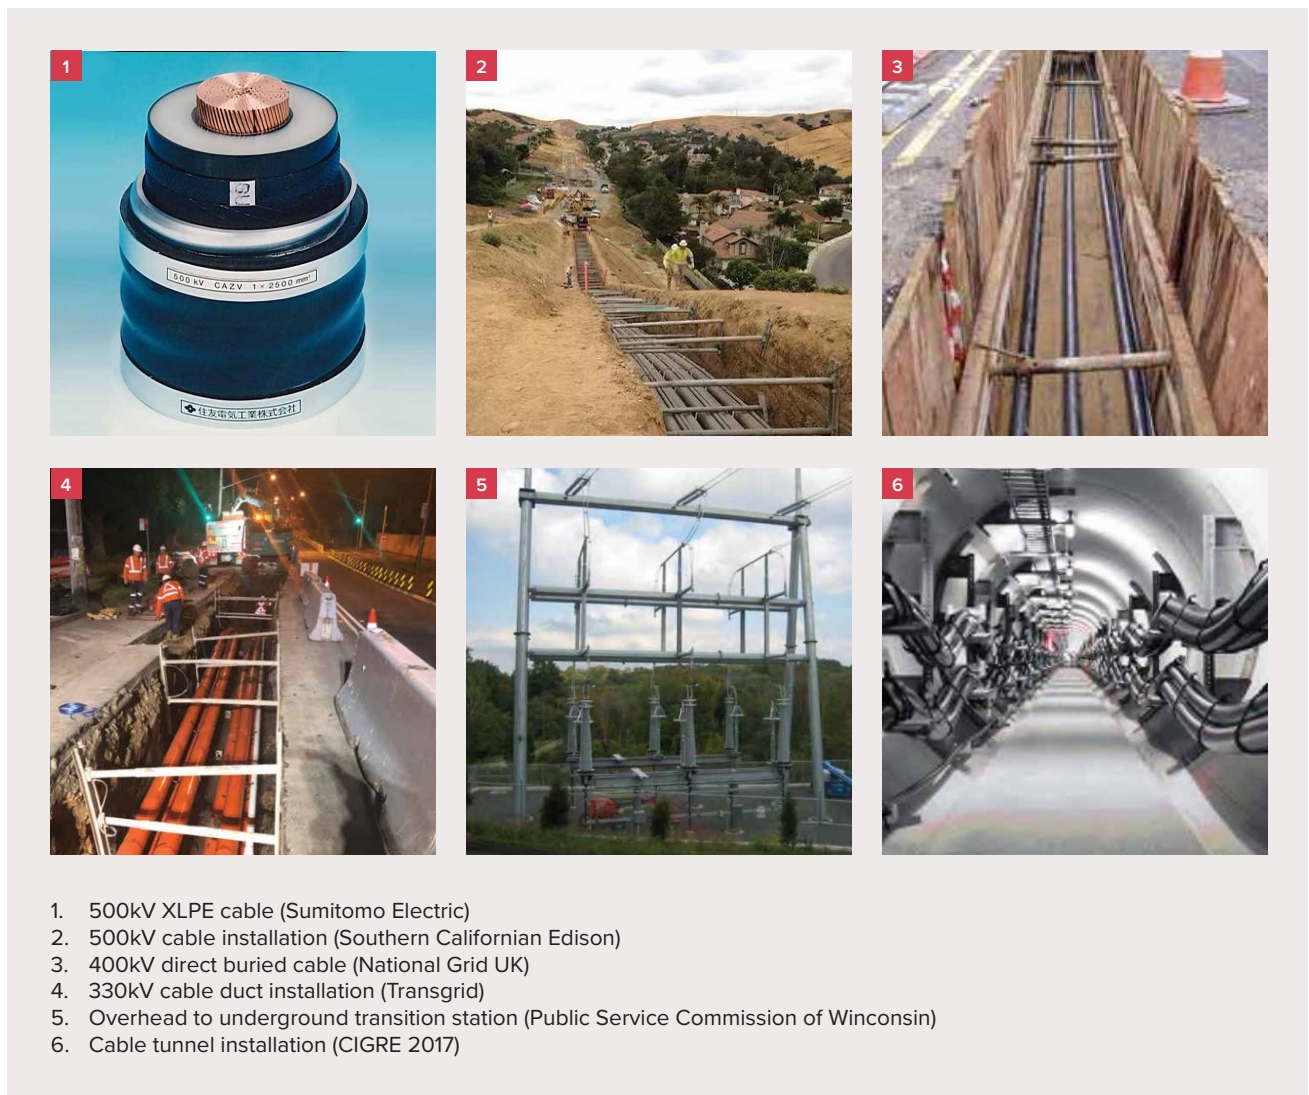 1
2
3
500 kV CAZV 1 × 2500 mm²
住友電気工業株式会社
4
5
6
1. 500kV XLPE cable (Sumitomo Electric)
2. 500kV cable installation (Southern Californian Edison)
3. 400kV direct buried cable (National Grid UK)
4. 330kV cable duct installation (Transgrid)
5. Overhead to underground transition station (Public Service Commission of Winconsin)
6. Cable tunnel installation (CIGRE 2017)